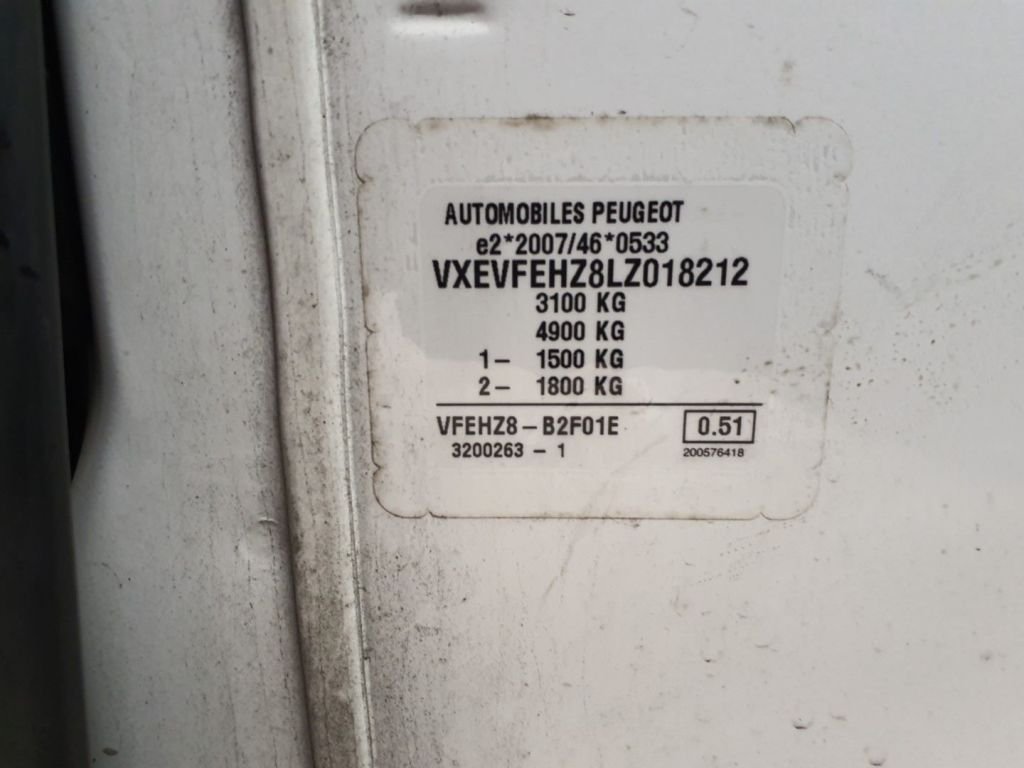 AUTOMOBILES PEUGEOT
e2*2007/46*0533
VXEVFEHZ8LZ018212
3100 KG
4900 KG
1- 1500 KG
2- 1800 KG
VFEHZ8-B2F01E 0.51
3200263 - 1 200576418